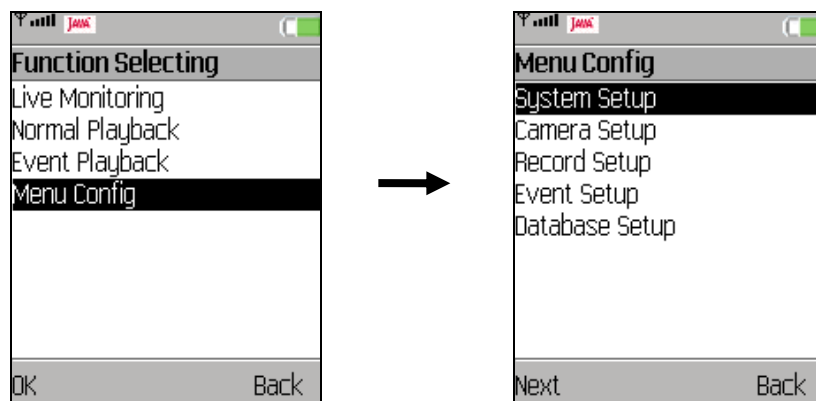 JAVA
Function Selecting
Live Monitoring
Normal Playback
Event Playback
Menu Config
OK Back
JAVA
Menu Config
System Setup
Camera Setup
Record Setup
Event Setup
Database Setup
Next Back